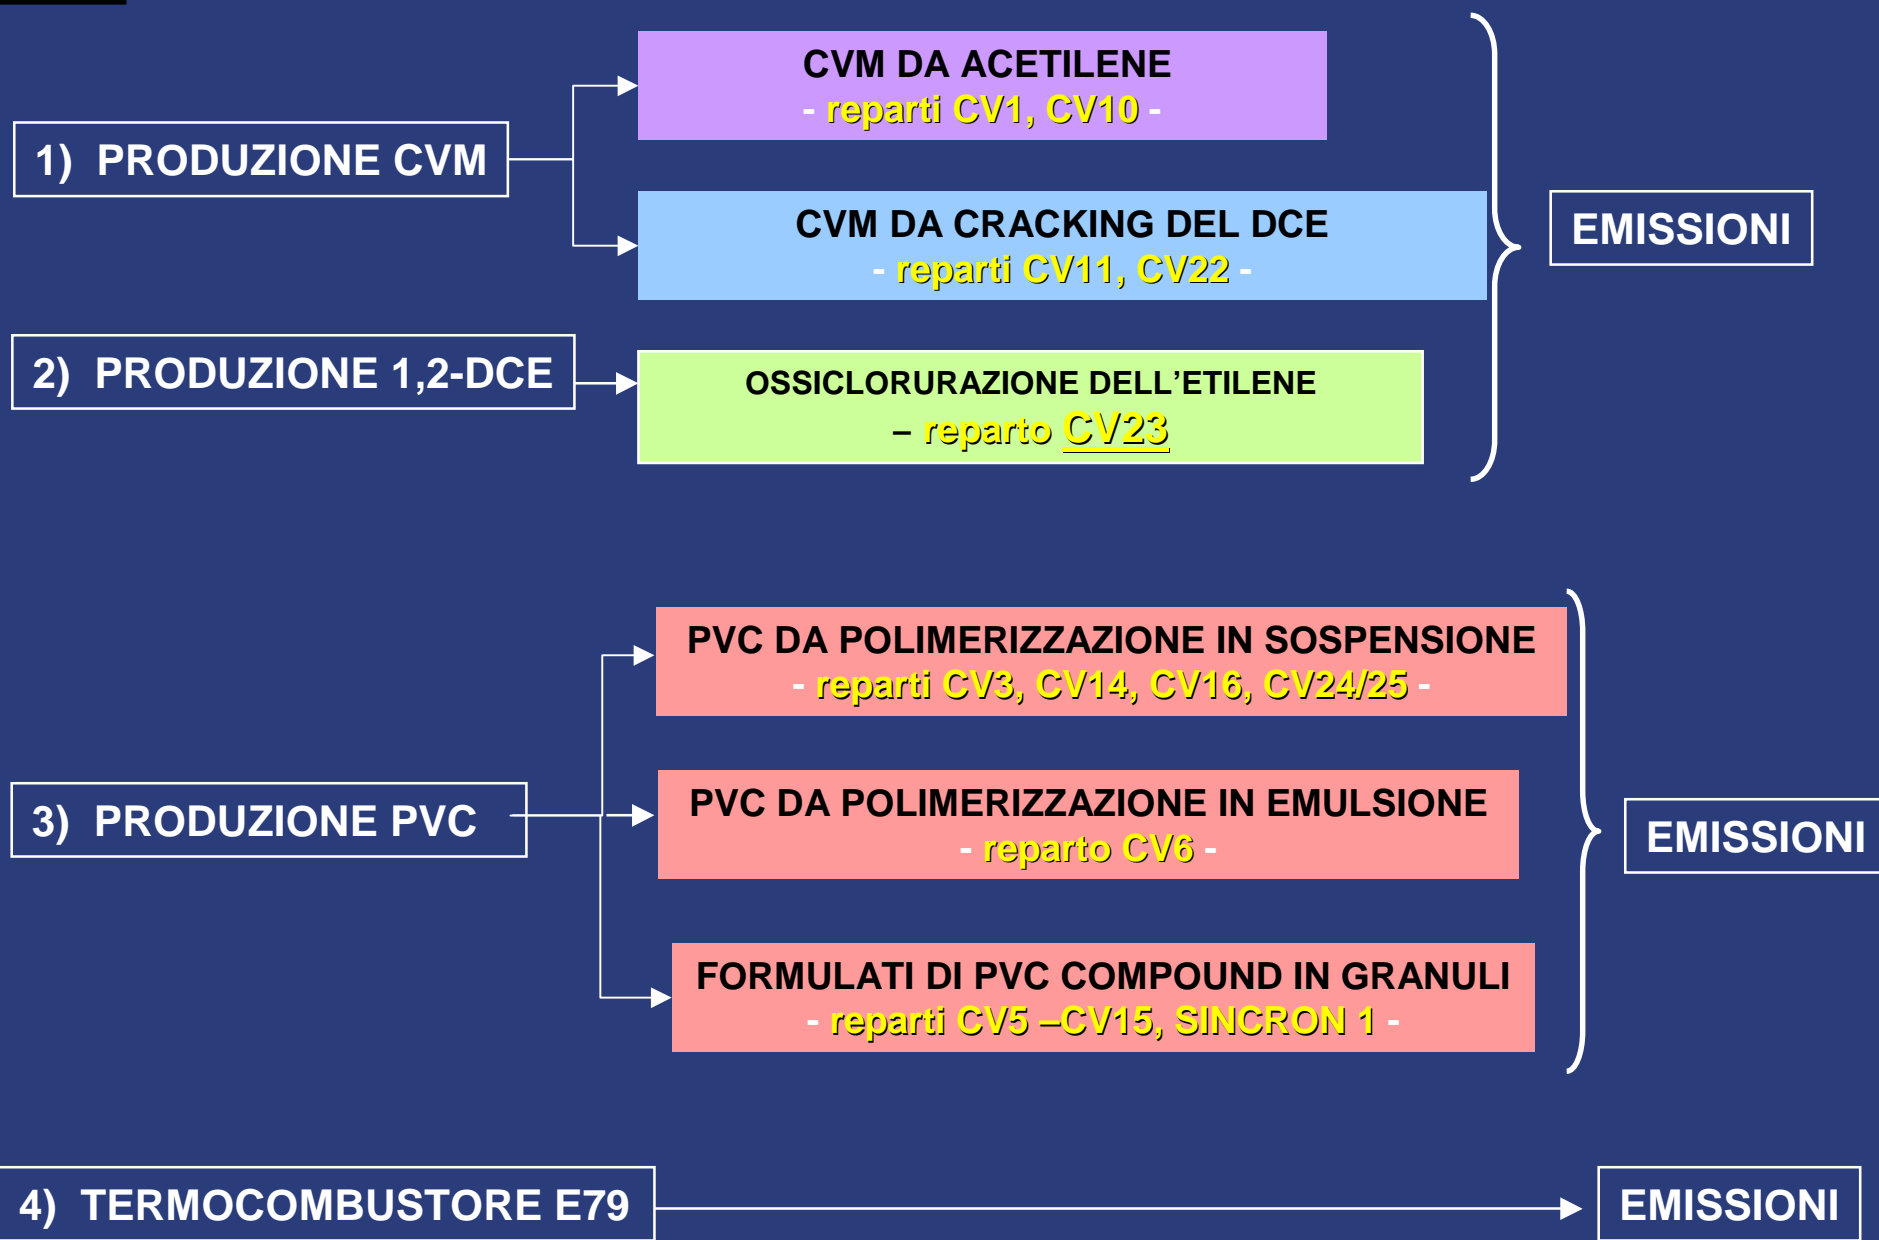 1) PRODUZIONE CVM
CVM DA ACETILENE
- reparti CV1, CV10 -
CVM DA CRACKING DEL DCE
- reparti CV11, CV22 -
2) PRODUZIONE 1,2-DCE
OSSICLORURAZIONE DELL’ETILENE
– reparto CV23
EMISSIONI
3) PRODUZIONE PVC
PVC DA POLIMERIZZAZIONE IN SOSPENSIONE
- reparti CV3, CV14, CV16, CV24/25 -
PVC DA POLIMERIZZAZIONE IN EMULSIONE
- reparto CV6 -
FORMULATI DI PVC COMPOUND IN GRANULI
- reparti CV5 –CV15, SINCRON 1 -
EMISSIONI
4) TERMOCOMBUSTORE E79
EMISSIONI